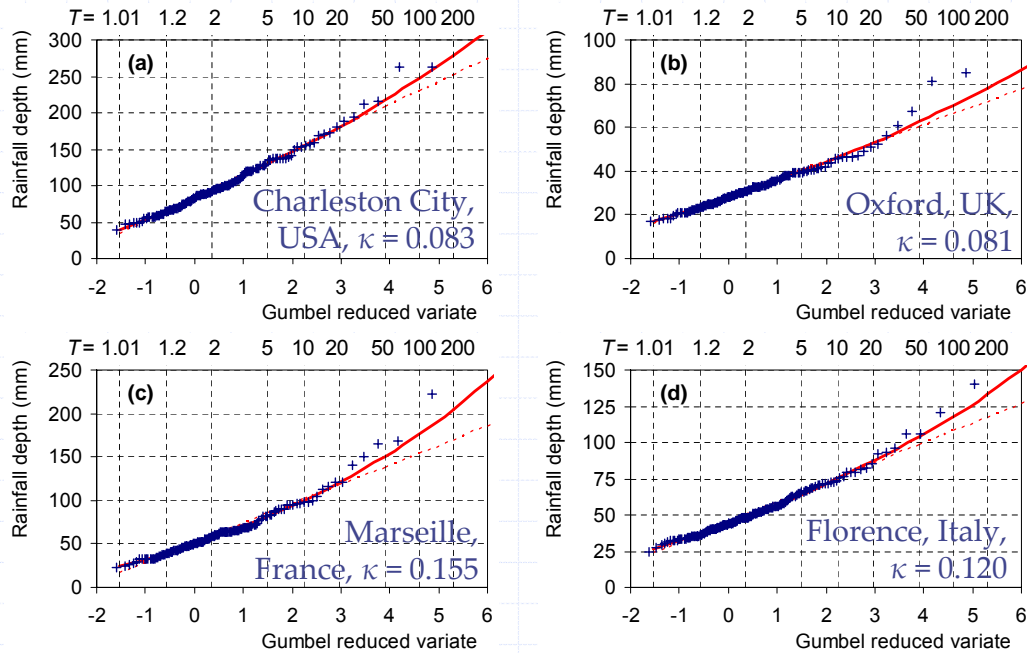 T = 1.01 1.2 2 5 10 20 50 100 200
Rainfall depth (mm)
300
250
200
150
100
50
0
(a)
Charleston City,
USA, κ = 0.083
-2 -1 0 1 2 3 4 5 6
Gumbel reduced variate
T = 1.01 1.2 2 5 10 20 50 100 200
Rainfall depth (mm)
100
80
60
40
20
0
(b)
Oxford, UK,
κ = 0.081
-2 -1 0 1 2 3 4 5 6
Gumbel reduced variate
T = 1.01 1.2 2 5 10 20 50 100 200
Rainfall depth (mm)
250
200
150
100
50
0
(c)
Marseille,
France, κ = 0.155
-2 -1 0 1 2 3 4 5 6
Gumbel reduced variate
T = 1.01 1.2 2 5 10 20 50 100 200
Rainfall depth (mm)
150
125
100
75
50
25
0
(d)
Florence, Italy,
κ = 0.120
-2 -1 0 1 2 3 4 5 6
Gumbel reduced variate